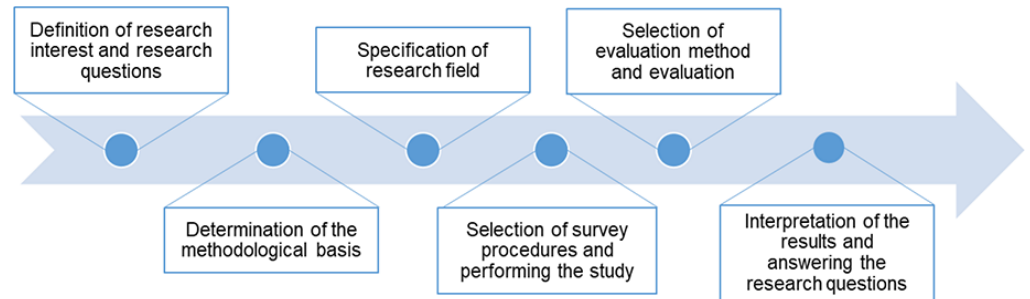 Definition of research
interest and research
questions
Determination of the
methodological basis
Specification of
research field
Selection of survey
procedures and
performing the study
Selection of
evaluation method
and evaluation
Interpretation of the
results and
answering the
research questions